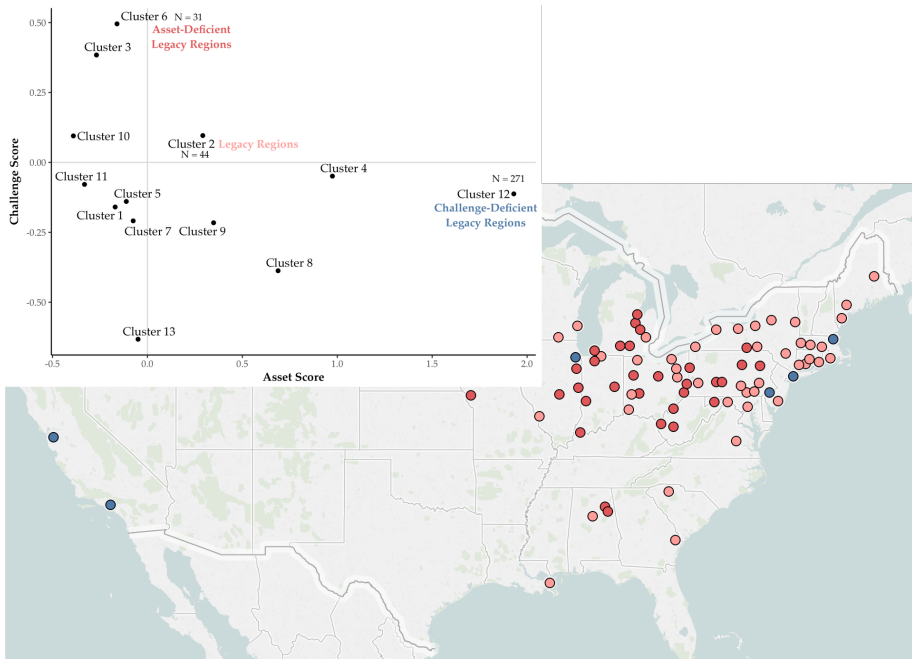 0.50
Cluster 6
N = 31
Asset-Deficient
Legacy Regions
Cluster 3
0.25
Cluster 10
Cluster 2
Legacy Regions
N = 44
Challenge Score
0.00
Cluster 11
Cluster 4
N = 271
Cluster 5
Cluster 12
Cluster 1
Challenge-Deficient
Legacy Regions
Cluster 7
Cluster 9
-0.25
Cluster 8
-0.50
Cluster 13
-0.5
0.0
0.5
1.0
1.5
2.0
Asset Score